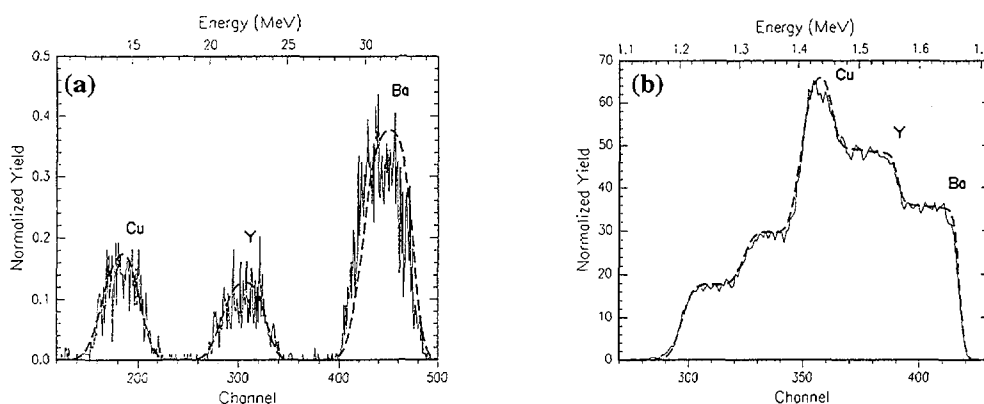 Energy (MeV)
15 20 25 30
(a)
Normalized Yield
0.5
0.4
0.3
0.2
0.1
0.0
Cu
Y
Ba
200 300 400 500
Channel
Energy (MeV)
1.1 1.2 1.3 1.4 1.5 1.6
(b)
Normalized Yield
70
60
50
40
30
20
10
0
Cu
Y
Ba
300 350 400
Channel